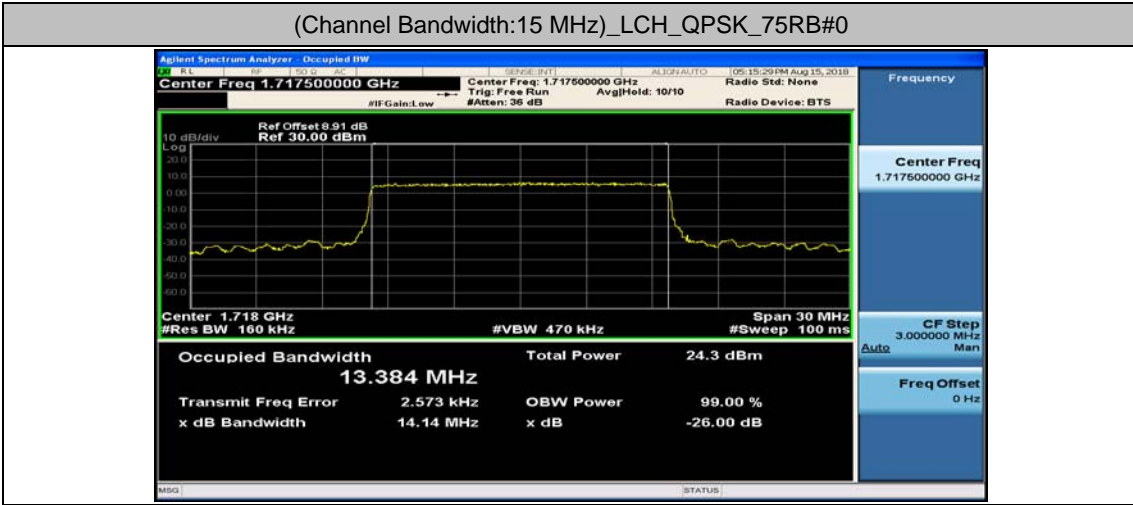 (Channel Bandwidth:15 MHz)_LCH_QPSK_75RB#0
Agilent Spectrum Analyzer - Occupied BW
RL RF 50 Ω AC SENSE:INT ALIGN AUTO 05:15:29 PM Aug 15, 2018
Center Freq 1.717500000 GHz
Center Freq: 1.717500000 GHz
Radio Std: None
Trig: Free Run
Avg|Hold: 10/10
#IFGain:Low
#Atten: 36 dB
Radio Device: BTS
Ref Offset 8.91 dB
10 dB/div
Ref 30.00 dBm
Log
20.0
10.0
0.00
-10.0
-20.0
-30.0
-40.0
-50.0
-60.0
Center 1.718 GHz
Span 30 MHz
#Res BW 160 kHz
#VBW 470 kHz
#Sweep 100 ms
Occupied Bandwidth
Total Power 24.3 dBm
13.384 MHz
Transmit Freq Error 2.573 kHz
OBW Power 99.00 %
x dB Bandwidth 14.14 MHz
x dB -26.00 dB
MSG
STATUS
Frequency
Center Freq
1.717500000 GHz
CF Step
3.000000 MHz
Auto Man
Freq Offset
0 Hz